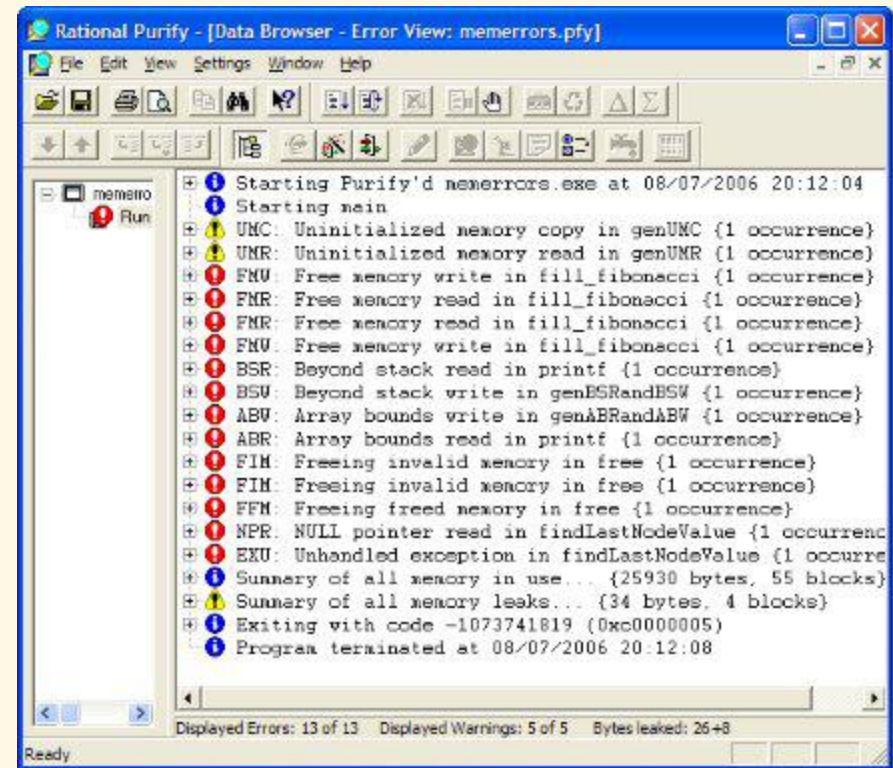 Rational Purify - [Data Browser - Error View: memerrors.pfy]
File Edit View Settings Window Help
memerro
Run
Starting Purify'd memerrors.exe at 08/07/2006 20:12:04
Starting main
UMC: Uninitialized memory copy in genUMC {1 occurrence}
UMR: Uninitialized memory read in genUMR {1 occurrence}
FMW: Free memory write in fill_fibonacci {1 occurrence}
FMR: Free memory read in fill_fibonacci {1 occurrence}
FMR: Free memory read in fill_fibonacci {1 occurrence}
FMW: Free memory write in fill_fibonacci {1 occurrence}
BSR: Beyond stack read in printf {1 occurrence}
BSW: Beyond stack write in genBSRandBSW {1 occurrence}
ABW: Array bounds write in genABRandABW {1 occurrence}
ABR: Array bounds read in printf {1 occurrence}
FIM: Freeing invalid memory in free {1 occurrence}
FIM: Freeing invalid memory in free {1 occurrence}
FFM: Freeing freed memory in free {1 occurrence}
NPR: NULL pointer read in findLastNodeValue {1 occurrenc
EXU: Unhandled exception in findLastNodeValue {1 occurre
Summary of all memory in use... {25930 bytes, 55 blocks}
Summary of all memory leaks... {34 bytes, 4 blocks}
Exiting with code -1073741819 (0xc0000005)
Program terminated at 08/07/2006 20:12:08
Displayed Errors: 13 of 13 Displayed Warnings: 5 of 5 Bytes leaked: 26+8
Ready